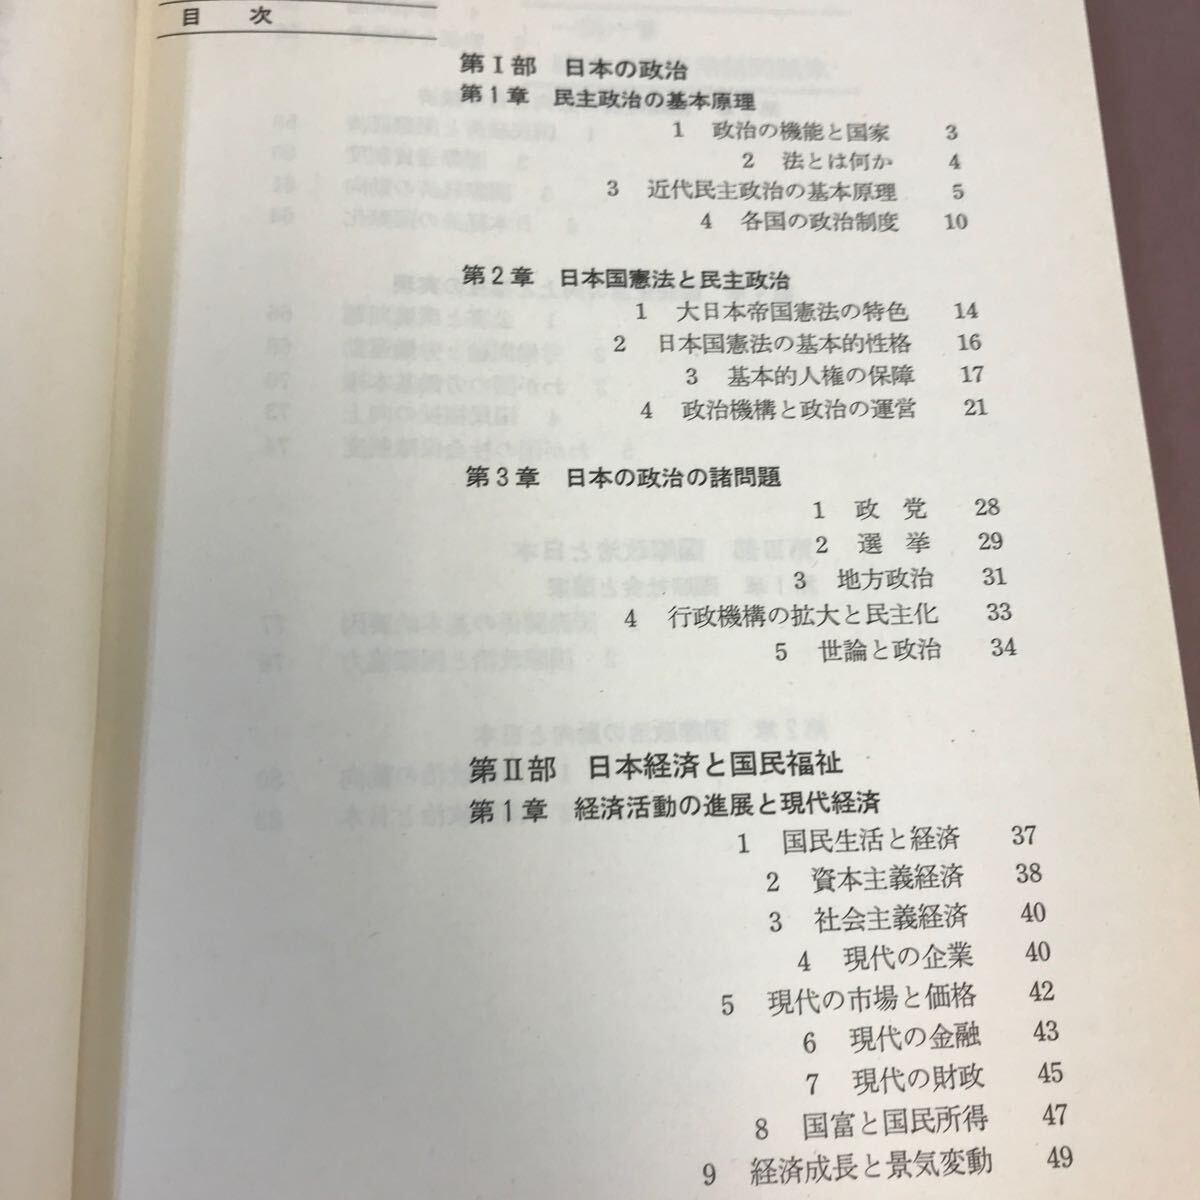 目 次
第Ⅰ部 日本の政治
第1章 民主政治の基本原理
1 政治の機能と国家 3
2 法とは何か 4
3 近代民主政治の基本原理 5
4 各国の政治制度 10
第2章 日本国憲法と民主政治
1 大日本帝国憲法の特色 14
2 日本国憲法の基本的性格 16
3 基本的人権の保障 17
4 政治機構と政治の運営 21
第3章 日本の政治の諸問題
1 政 党 28
2 選 挙 29
3 地方政治 31
4 行政機構の拡大と民主化 33
5 世論と政治 34
第Ⅱ部 日本経済と国民福祉
第1章 経済活動の進展と現代経済
1 国民生活と経済 37
2 資本主義経済 38
3 社会主義経済 40
4 現代の企業 40
5 現代の市場と価格 42
6 現代の金融 43
7 現代の財政 45
8 国富と国民所得 47
9 経済成長と景気変動 49